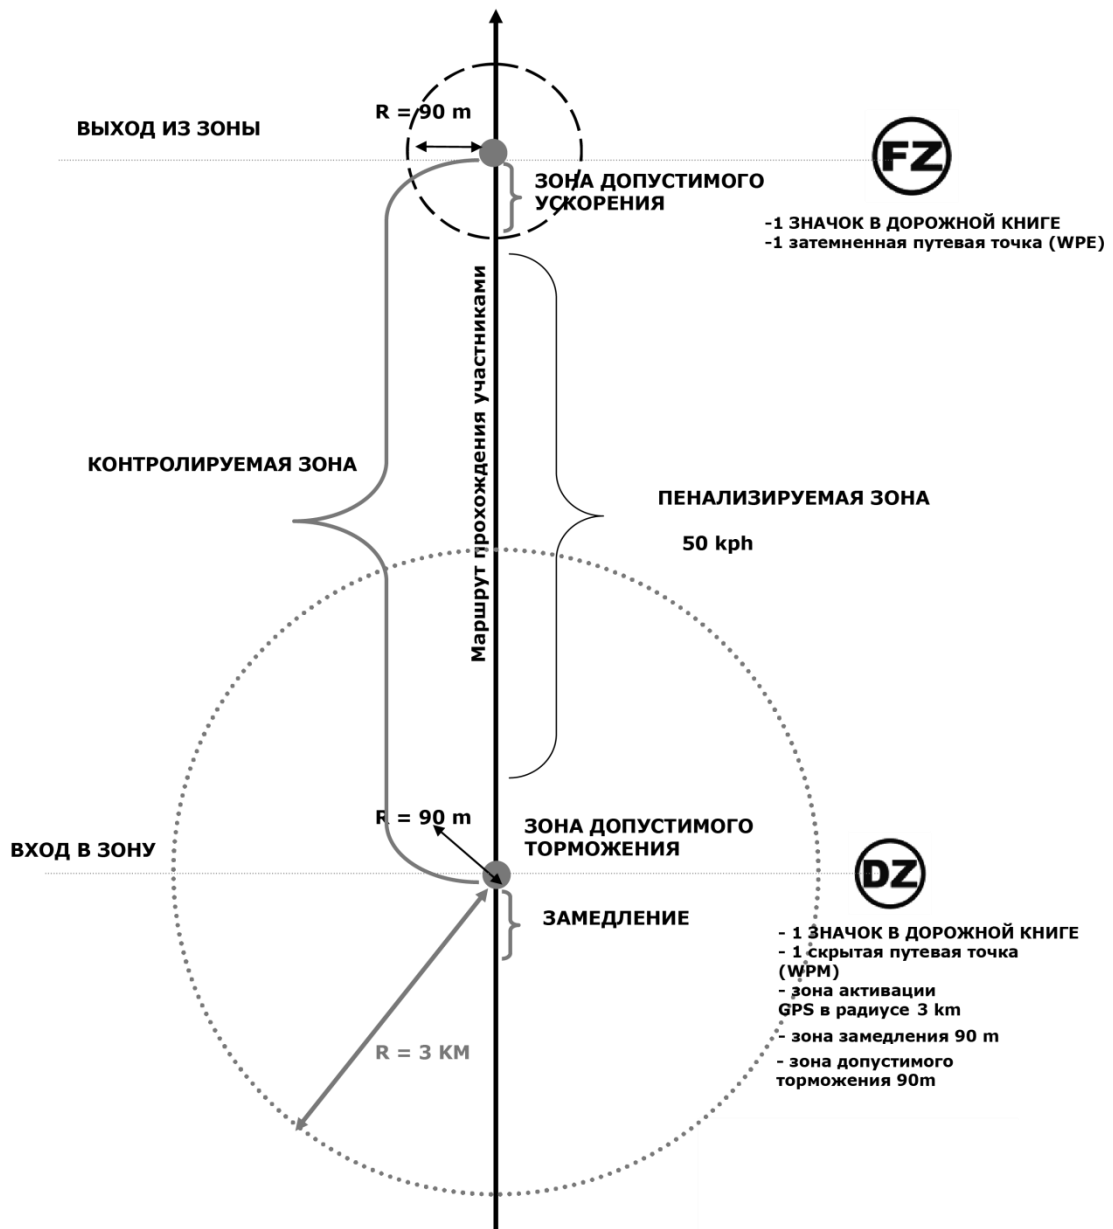 R = 90 m
ВЫХОД ИЗ ЗОНЫ
FZ
ЗОНА ДОПУСТИМОГО
УСКОРЕНИЯ
-1 ЗНАЧОК В ДОРОЖНОЙ КНИГЕ
-1 затемненная путевая точка (WPE)
Маршрут прохождения участниками
КОНТРОЛИРУЕМАЯ ЗОНА
ПЕНАЛИЗИРУЕМАЯ ЗОНА
50 kph
R = 90 m
ЗОНА ДОПУСТИМОГО
ТОРМОЖЕНИЯ
ВХОД В ЗОНУ
DZ
ЗАМЕДЛЕНИЕ
- 1 ЗНАЧОК В ДОРОЖНОЙ КНИГЕ
- 1 скрытая путевая точка
(WPM)
- зона активации
GPS в радиусе 3 km
- зона замедления 90 m
- зона допустимого
торможения 90m
R = 3 КМ